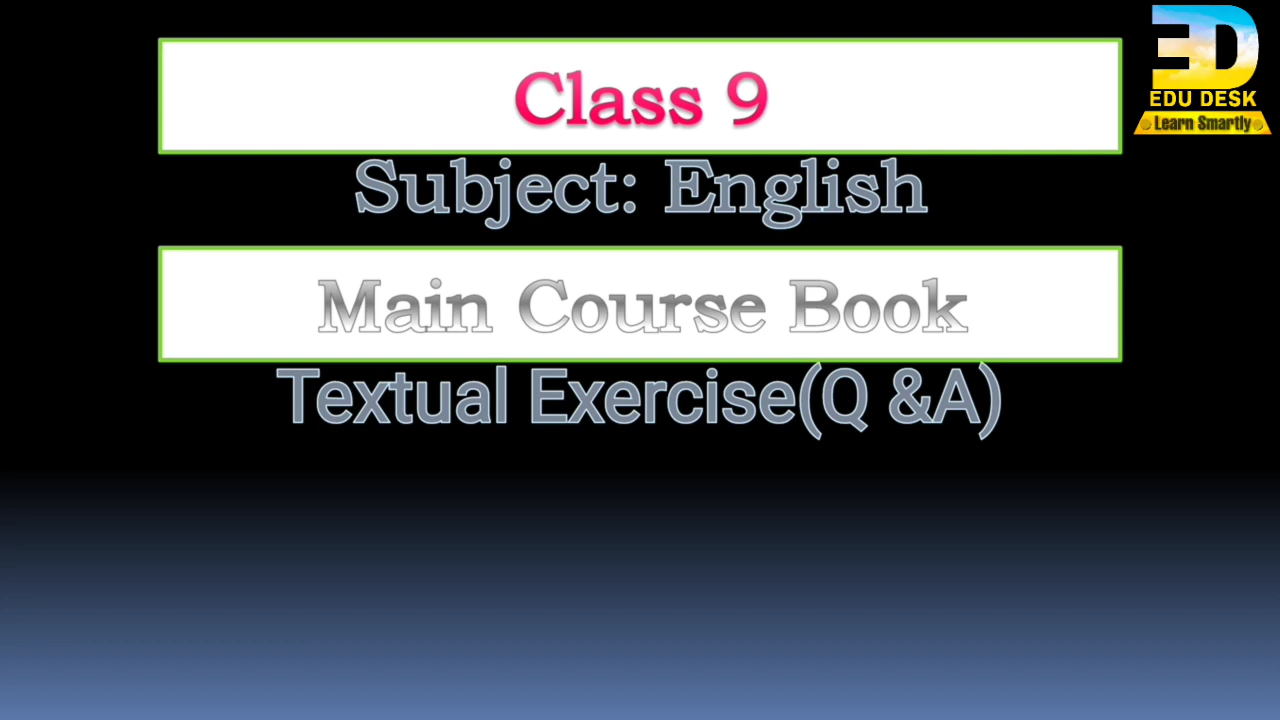 Class 9
Subject: English
Main Course Book
Textual Exercise(Q &A)
ED
EDU DESK
Learn Smartly